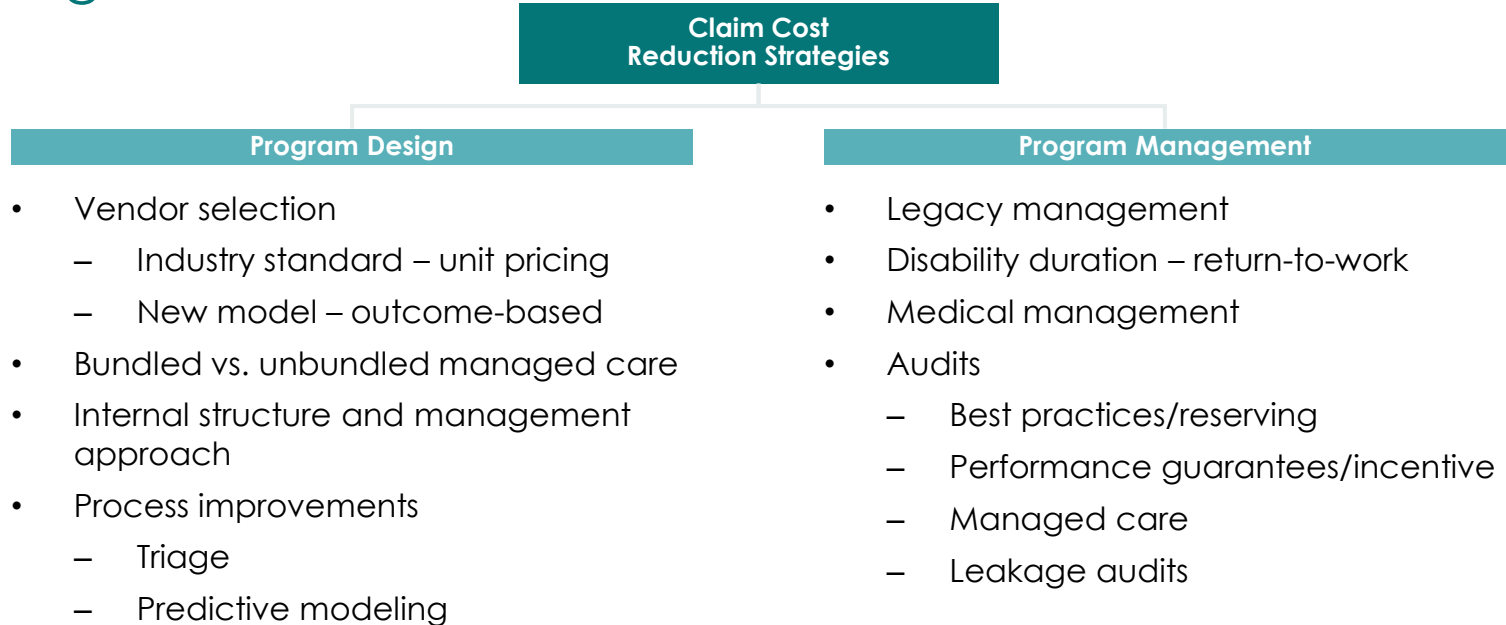 Claim Cost
Reduction Strategies
Program Design
• Vendor selection
– Industry standard – unit pricing
– New model – outcome-based
• Bundled vs. unbundled managed care
• Internal structure and management
approach
• Process improvements
– Triage
– Predictive modeling
Program Management
• Legacy management
• Disability duration – return-to-work
• Medical management
• Audits
– Best practices/reserving
– Performance guarantees/incentive
– Managed care
– Leakage audits